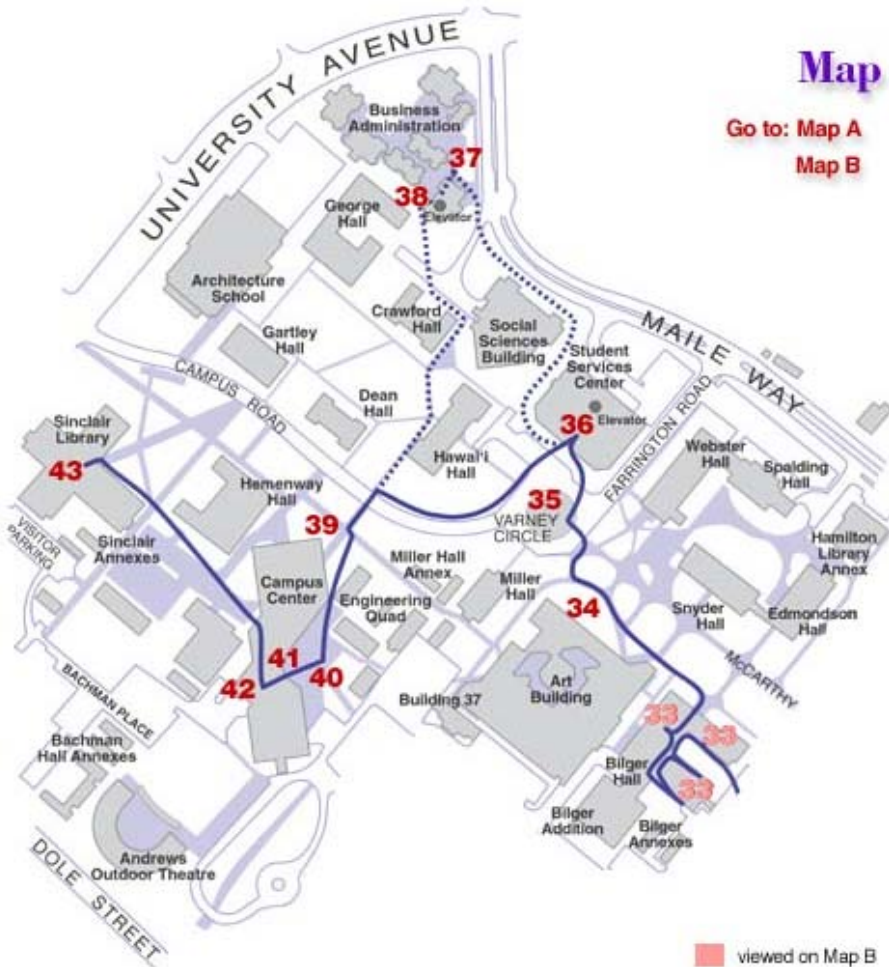 UNIVERSITY AVENUE
Map
Go to: Map A
Map B
Business
Administration
37
38
Elevator
George
Hall
Architecture
School
Crawford
Hall
Social
Sciences
Building
MAILE WAY
Gartley
Hall
Student
Services
Center
Elevator
CAMPUS ROAD
Dean
Hall
FARRINGTON ROAD
Sinclair
Library
36
43
Hawai'i
Hall
Webster
Hall
Spalding
Hall
Hemenway
Hall
35
VARNEY
CIRCLE
39
VISITOR
PARKING
Sinclair
Annexes
Hamilton
Library
Annex
Miller Hall
Annex
Miller
Hall
Campus
Center
Engineering
Quad
34
Snyder
Hall
Edmondson
Hall
41
40
42
McCARTHY
Art
Building
Building 37
BACHMAN PLACE
33
33
33
Bachman
Hall Annexes
Bilger
Hall
Bilger
Addition
Bilger
Annexes
Andrews
Outdoor Theatre
DOLE STREET
viewed on Map B